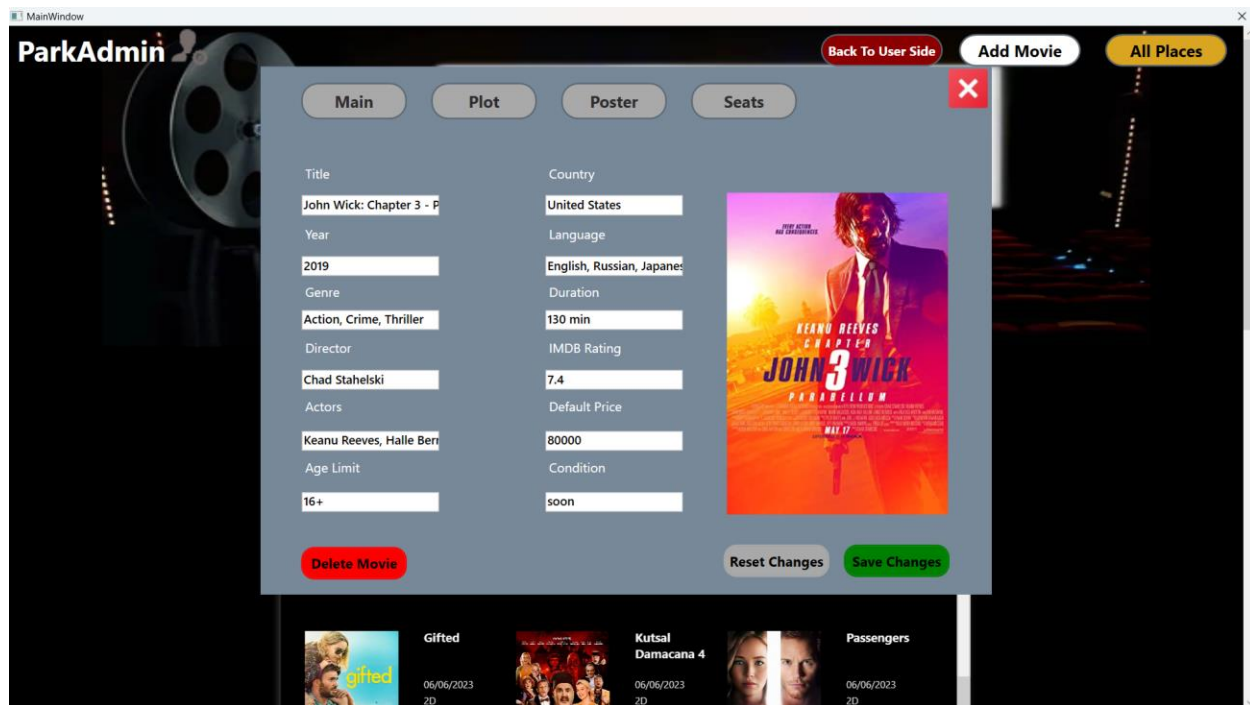 MainWindow
ParkAdmin
Back To User Side
Add Movie
All Places
Main
Plot
Poster
Seats
Title
Country
John Wick: Chapter 3 - P
United States
Year
Language
2019
English, Russian, Japanes
Genre
Duration
Action, Crime, Thriller
130 min
Director
IMDB Rating
Chad Stahelski
7.4
Actors
Default Price
Keanu Reeves, Halle Berr
80000
Age Limit
Condition
16+
soon
EVERY ACTION
HAS CONSEQUENCES.
KEANU REEVES
CHAPTER
JOHN 3 WICK
PARABELLUM
MAY 17
Delete Movie
Reset Changes
Save Changes
gifted
Gifted
06/06/2023
2D
Kutsal
Damacana 4
06/06/2023
2D
Passengers
06/06/2023
2D